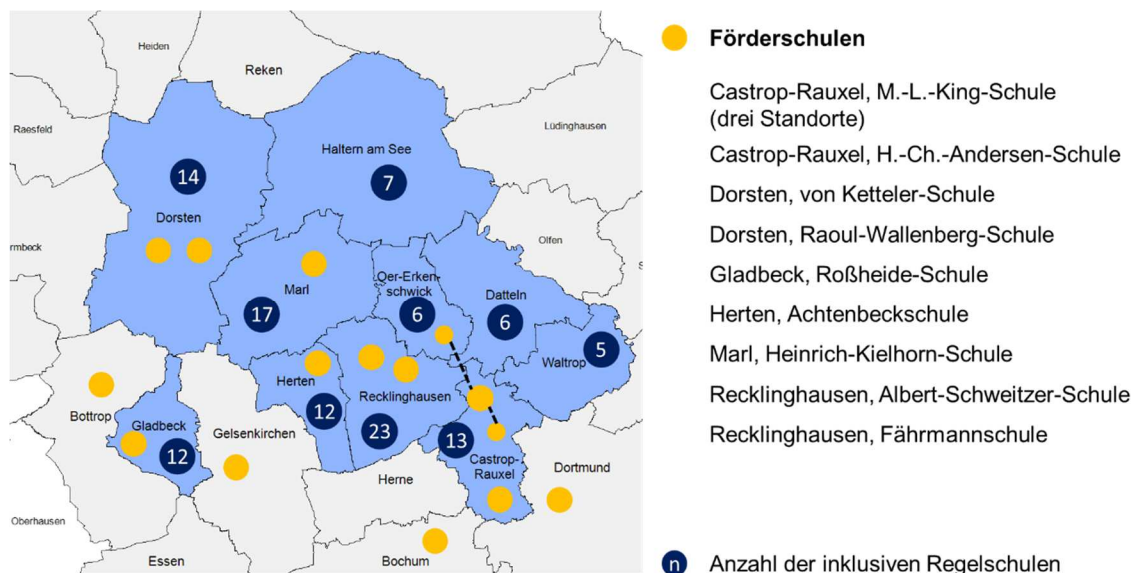 Heiden
Reken
Raesfeld
Lüdinghausen
Haltern am See
14
7
Dorsten
Olfen
Oer-Erken-
schwick
Marl
Datteln
17
6
6
5
Waltrop
Herten
Recklinghausen
Bottrop
12
Gladbeck
Gelsenkirchen
23
13
12
Castrop-
Rauxel
Dortmund
Herne
Oberhausen
Essen
Bochum
Förderschulen
Castrop-Rauxel, M.-L.-King-Schule
(drei Standorte)
Castrop-Rauxel, H.-Ch.-Andersen-Schule
Dorsten, von Ketteler-Schule
Dorsten, Raoul-Wallenberg-Schule
Gladbeck, Roßheide-Schule
Herten, Achtenbeckschule
Marl, Heinrich-Kielhorn-Schule
Recklinghausen, Albert-Schweitzer-Schule
Recklinghausen, Fährmannschule
n Anzahl der inklusiven Regelschulen